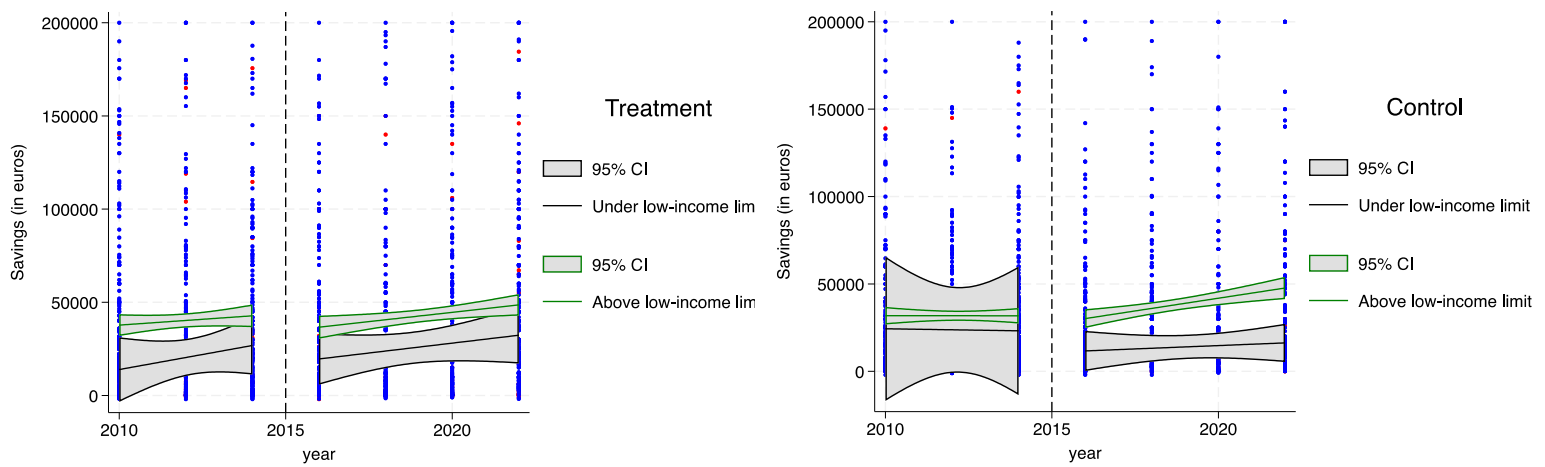 200000
150000
100000
50000
0
Savings (in euros)
2010
2015
2020
year
Treatment
95% CI
Under low-income lim
95% CI
Above low-income lim
200000
150000
100000
50000
0
Savings (in euros)
2010
2015
2020
year
Control
95% CI
Under low-income limit
95% CI
Above low-income limit